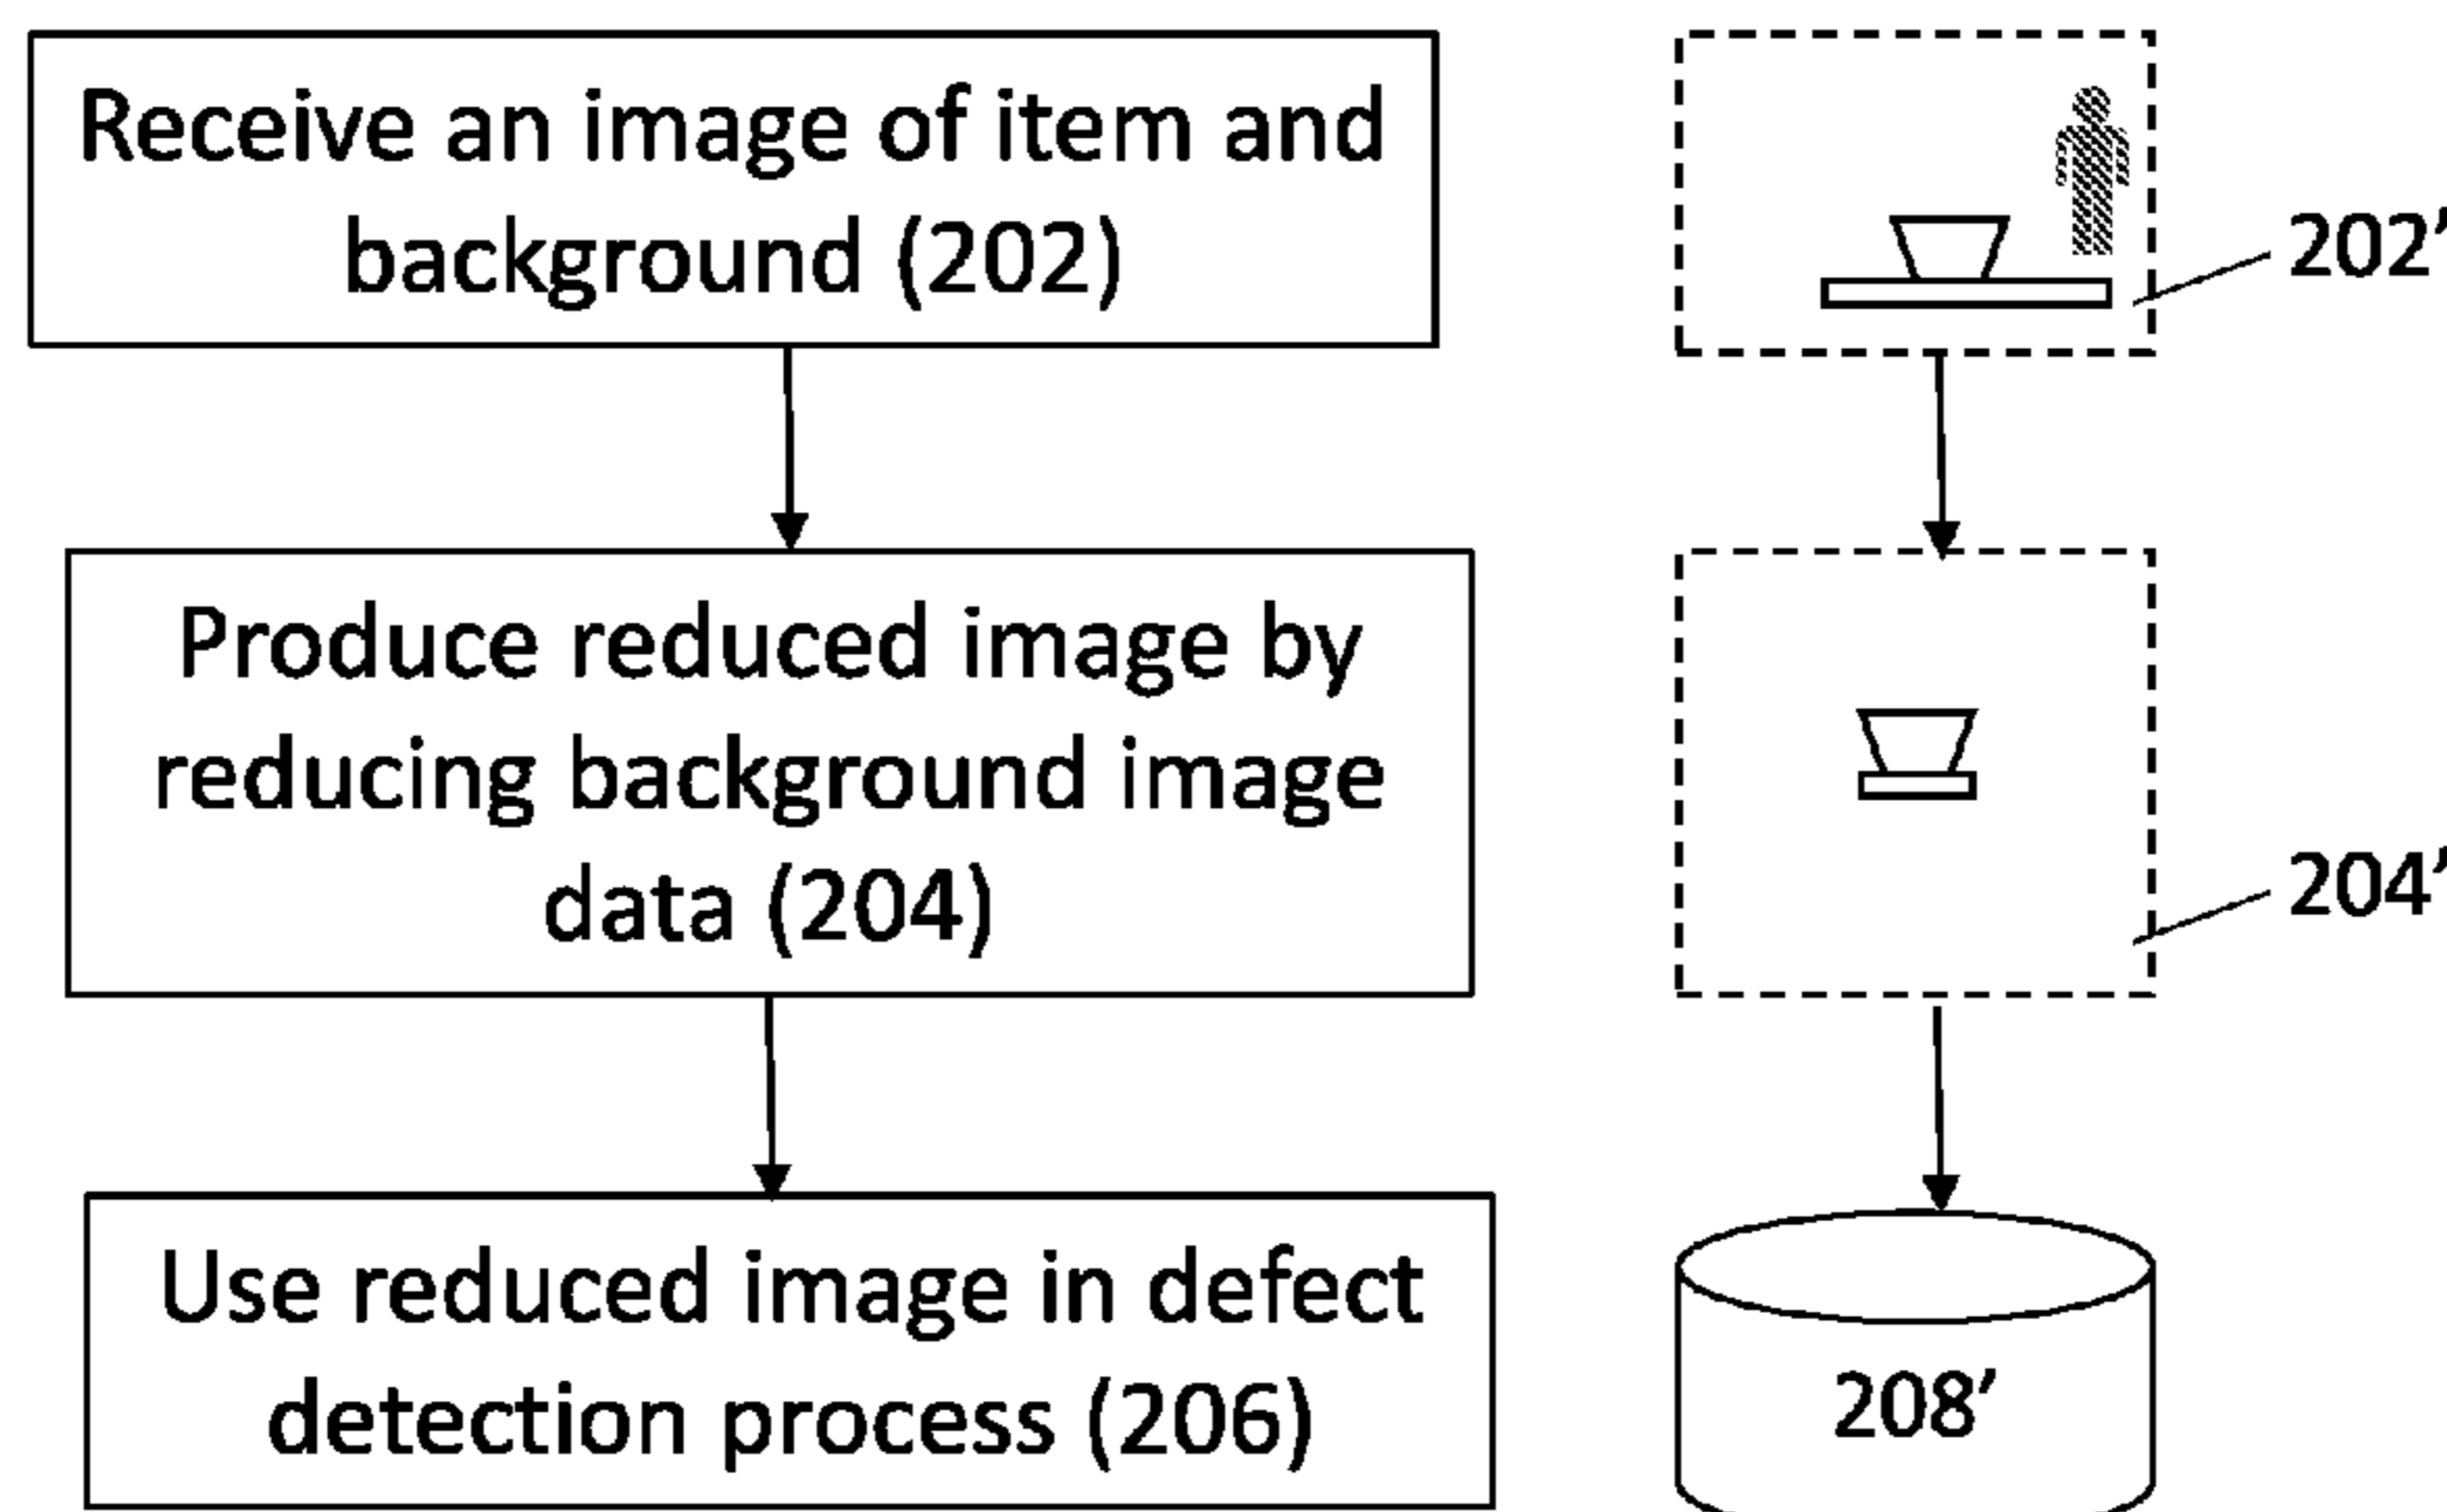 Receive an image of item and
background (202)
202’
Produce reduced image by
reducing background image
data (204)
204’
Use reduced image in defect
detection process (206)
208’